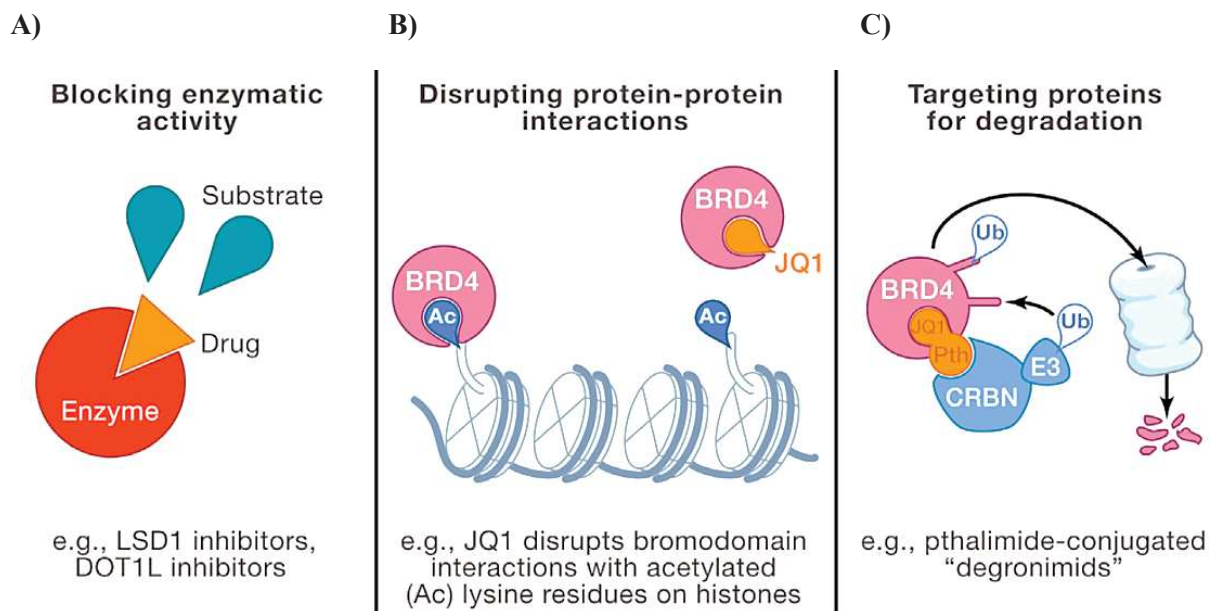 A)
Blocking enzymatic
activity
Substrate
Drug
Enzyme
e.g., LSD1 inhibitors,
DOT1L inhibitors
B)
Disrupting protein-protein
interactions
BRD4
JQ1
BRD4
Ac
Ac
e.g., JQ1 disrupts bromodomain
interactions with acetylated
(Ac) lysine residues on histones
C)
Targeting proteins
for degradation
Ub
BRD4
JQ1
Pth
Ub
E3
CRBN
e.g., pthalimide-conjugated
“degronimids”